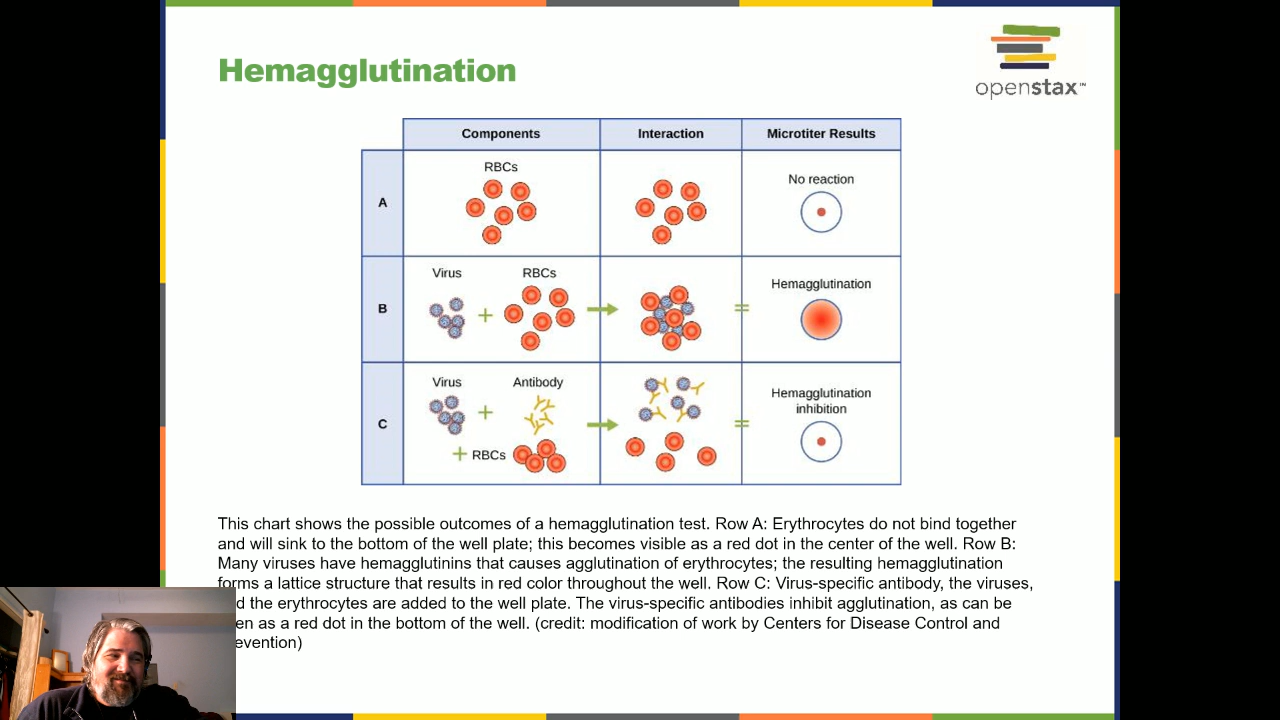 Hemagglutination
openstax™
Components Interaction Microtiter Results
A
RBCs
No reaction
B
Virus RBCs
+
Hemagglutination
=
C
Virus Antibody
+
+ RBCs
Hemagglutination
inhibition
=
This chart shows the possible outcomes of a hemagglutination test. Row A: Erythrocytes do not bind together
and will sink to the bottom of the well plate; this becomes visible as a red dot in the center of the well. Row B:
Many viruses have hemagglutinins that causes agglutination of erythrocytes; the resulting hemagglutination
forms a lattice structure that results in red color throughout the well. Row C: Virus-specific antibody, the viruses,
the erythrocytes are added to the well plate. The virus-specific antibodies inhibit agglutination, as can be
as a red dot in the bottom of the well. (credit: modification of work by Centers for Disease Control and